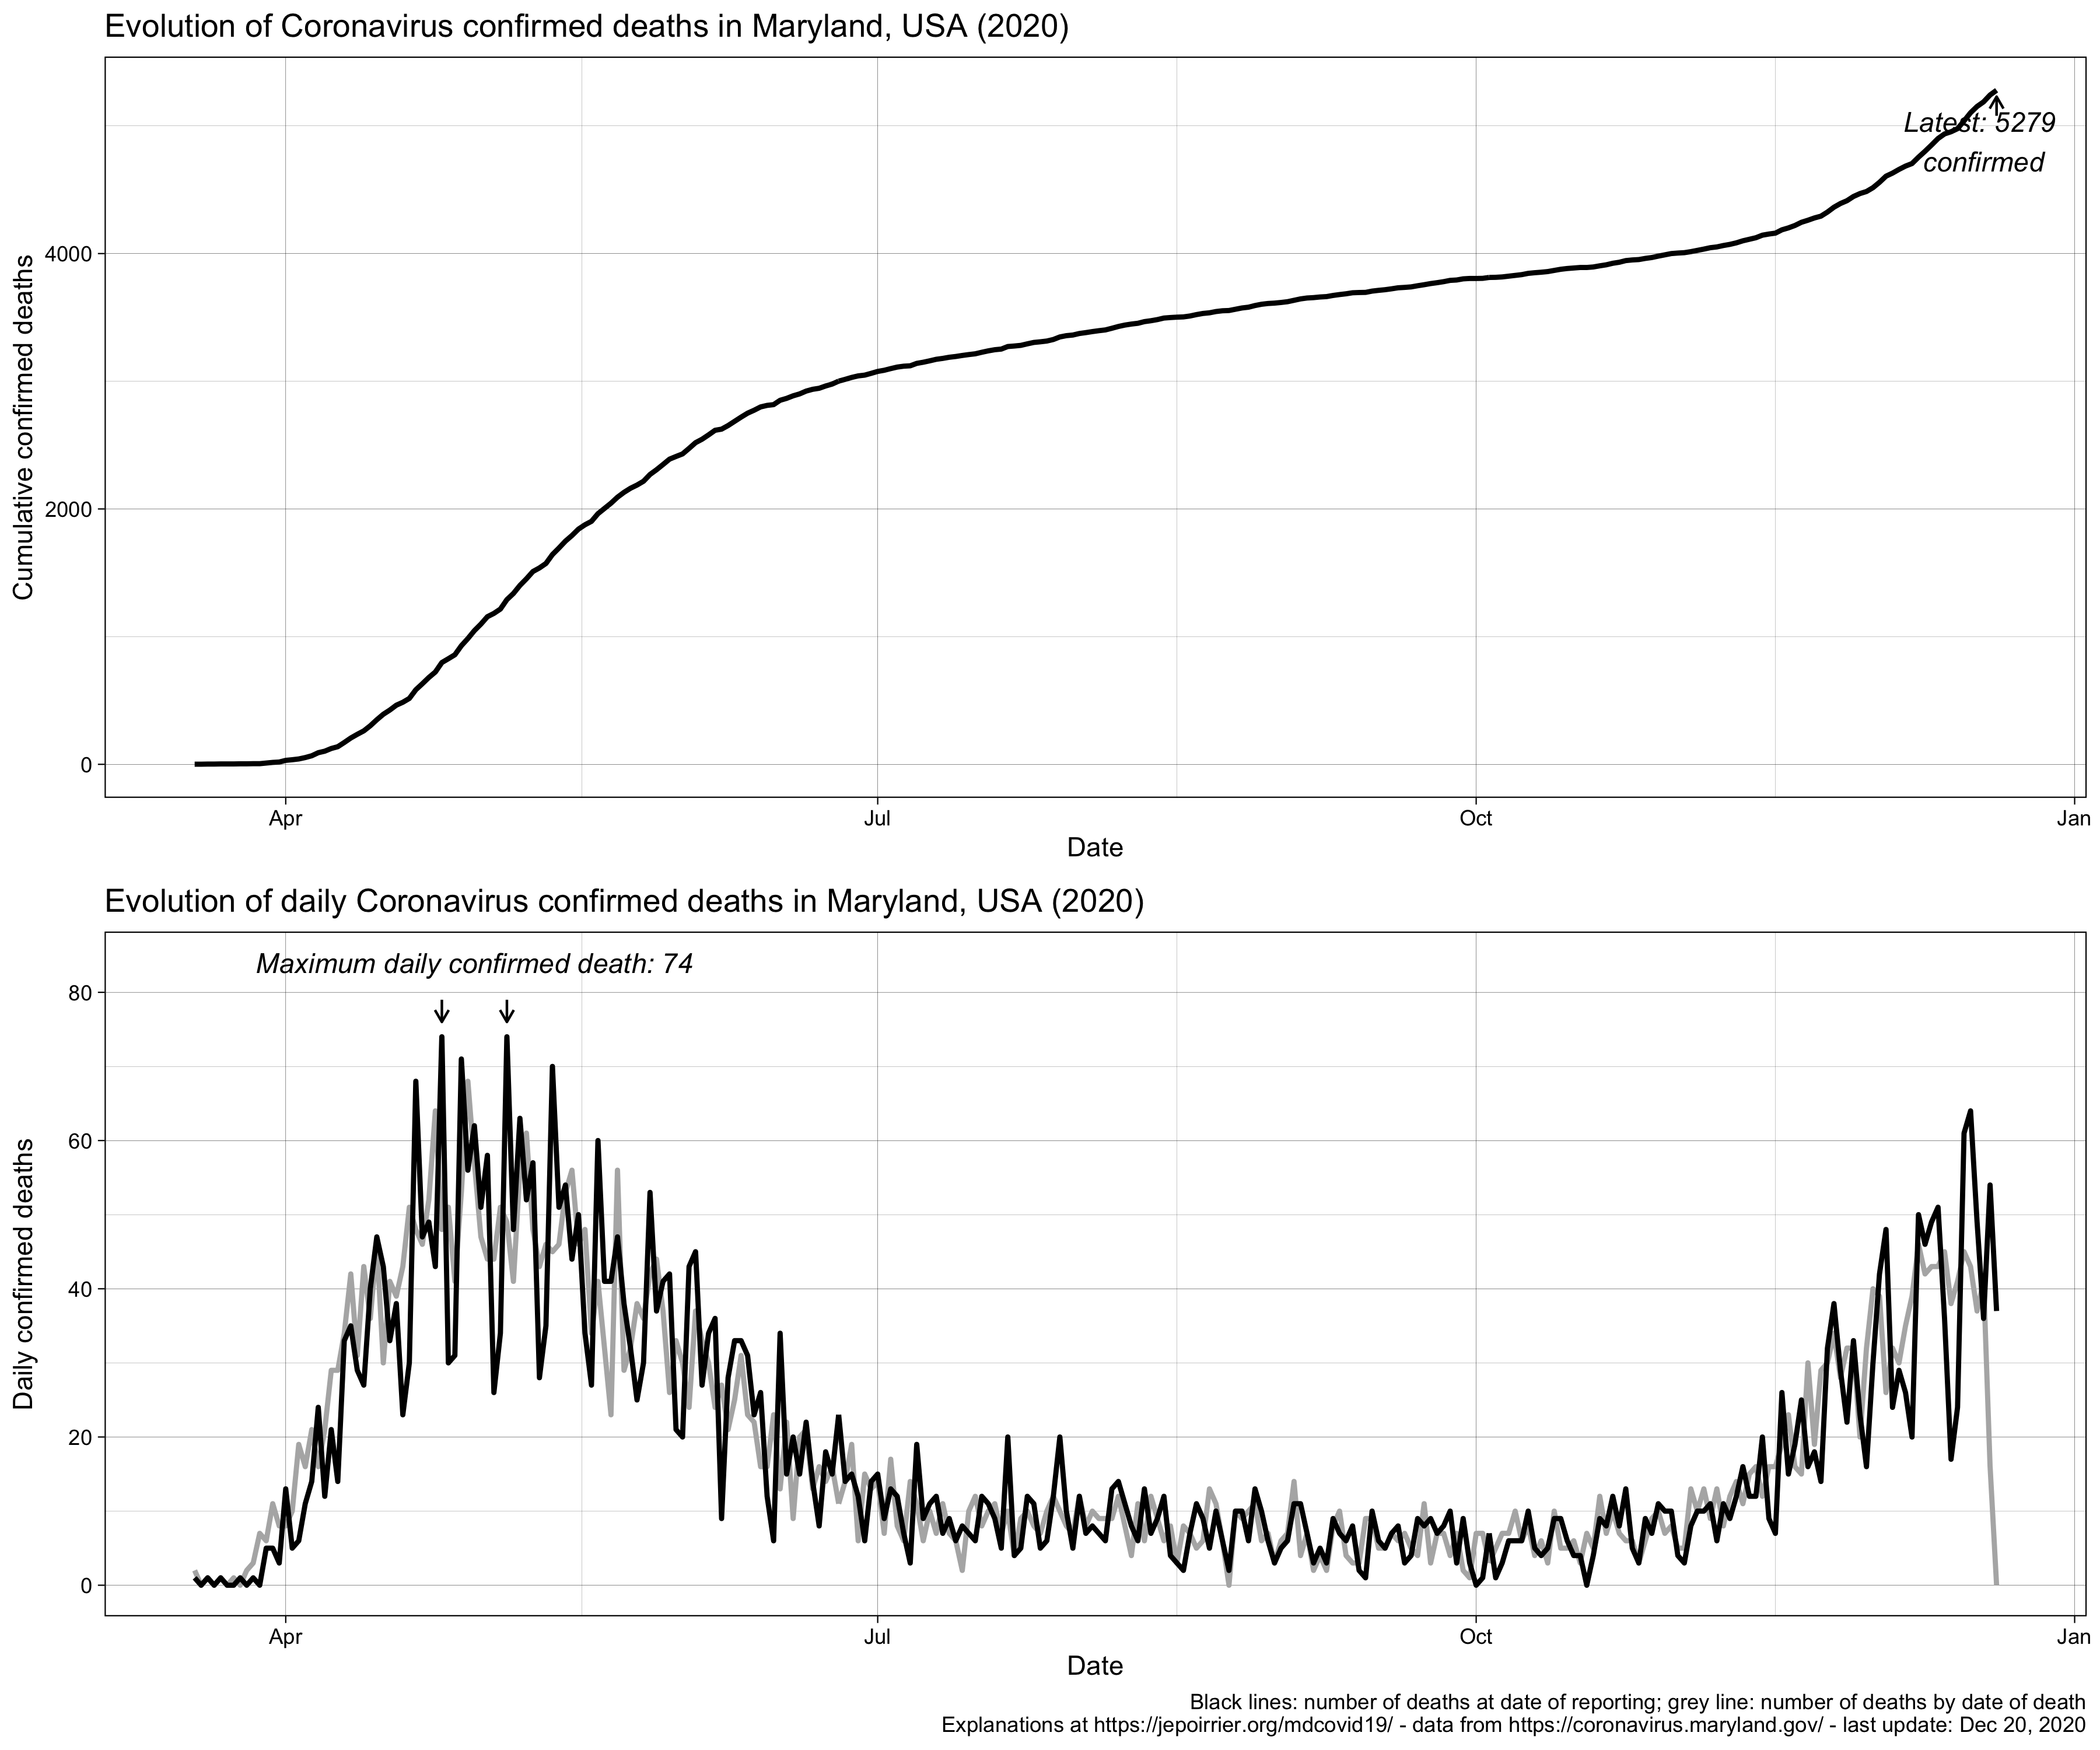 Evolution of Coronavirus confirmed deaths in Maryland, USA (2020)
Cumulative confirmed deaths
4000
2000
0
Latest: 5279
confirmed
Apr
Jul
Oct
Jan
Date
Evolution of daily Coronavirus confirmed deaths in Maryland, USA (2020)
Maximum daily confirmed death: 74
Daily confirmed deaths
80
60
40
20
0
Apr
Jul
Oct
Jan
Date
Black lines: number of deaths at date of reporting; grey line: number of deaths by date of death
Explanations at https://jepoirrier.org/mdcovid19/ - data from https://coronavirus.maryland.gov/ - last update: Dec 20, 2020